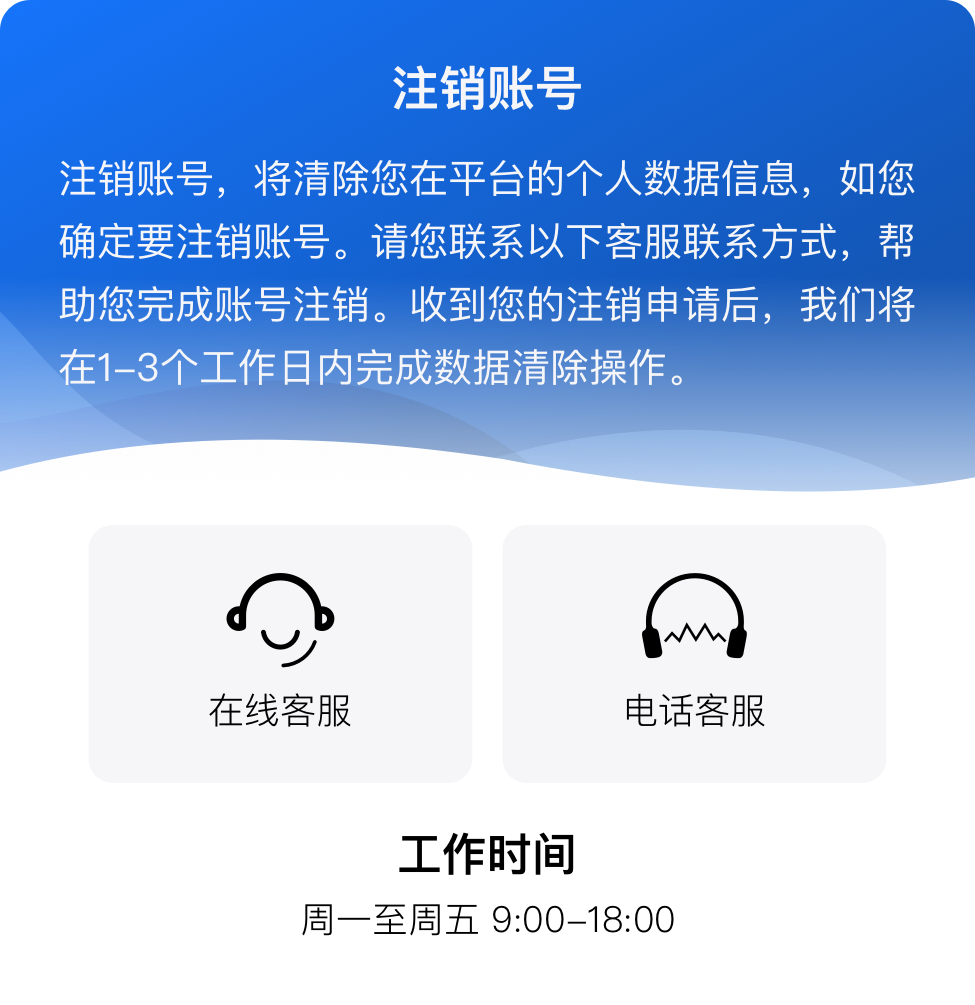 注销账号
注销账号，将清除您在平台的个人数据信息，如您
确定要注销账号。请您联系以下客服联系方式，帮
助您完成账号注销。收到您的注销申请后，我们将
在1–3个工作日内完成数据清除操作。
在线客服
电话客服
工作时间
周一至周五 9:00–18:00